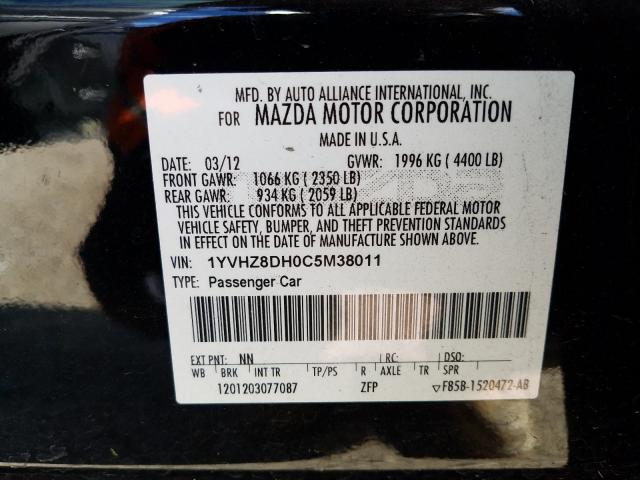 MFD. BY AUTO ALLIANCE INTERNATIONAL, INC.
FOR MAZDA MOTOR CORPORATION
MADE IN U.S.A.
DATE: 03/12 GVWR: 1996 KG ( 4400 LB)
FRONT GAWR: 1066 KG ( 2350 LB)
REAR GAWR: 934 KG ( 2059 LB)
THIS VEHICLE CONFORMS TO ALL APPLICABLE FEDERAL MOTOR
VEHICLE SAFETY, BUMPER, AND THEFT PREVENTION STANDARDS
IN EFFECT ON THE DATE OF MANUFACTURE SHOWN ABOVE.
VIN: 1YVHZ8DH0C5M38011
TYPE: Passenger Car
EXT PNT: NN RC: DSO:
WB BRK INT TR TP/PS R AXLE TR SPR
1201203077087 ZFP ▽F85B-1520472-AB